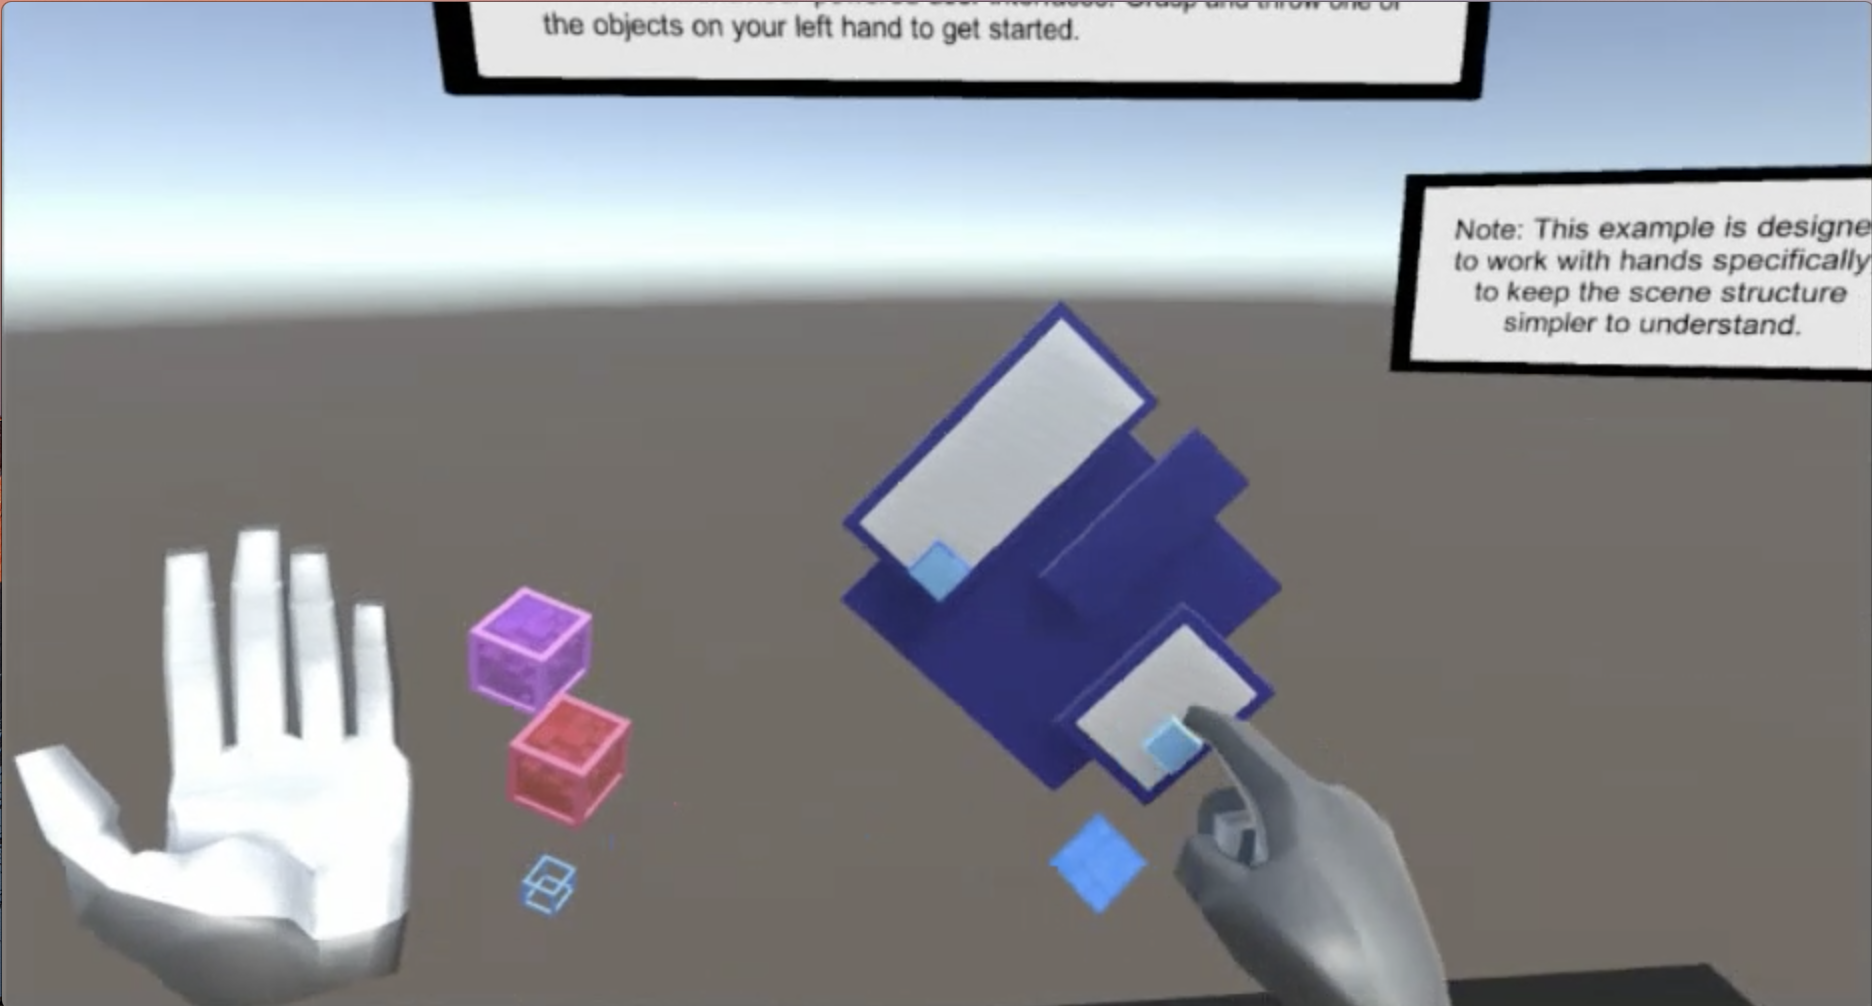 the objects on your left hand to get started.
Note: This example is designe
to work with hands specifically
to keep the scene structure
simpler to understand.